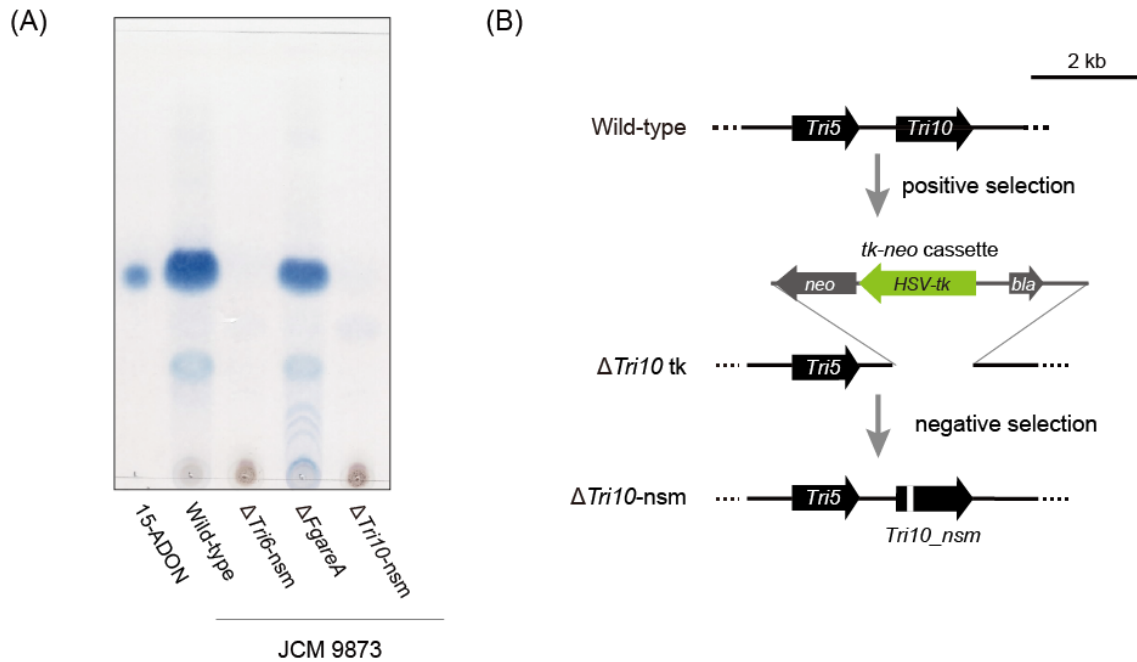 (A)
15-ADON
Wild-type
ΔTri6-nsm
ΔFgareA
ΔTri10-nsm
JCM 9873
(B)
2 kb
Wild-type
Tri5
Tri10
positive selection
tk-neo cassette
neo
HSV-tk
bla
ΔTri10 tk
Tri5
negative selection
ΔTri10-nsm
Tri5
Tri10_nsm